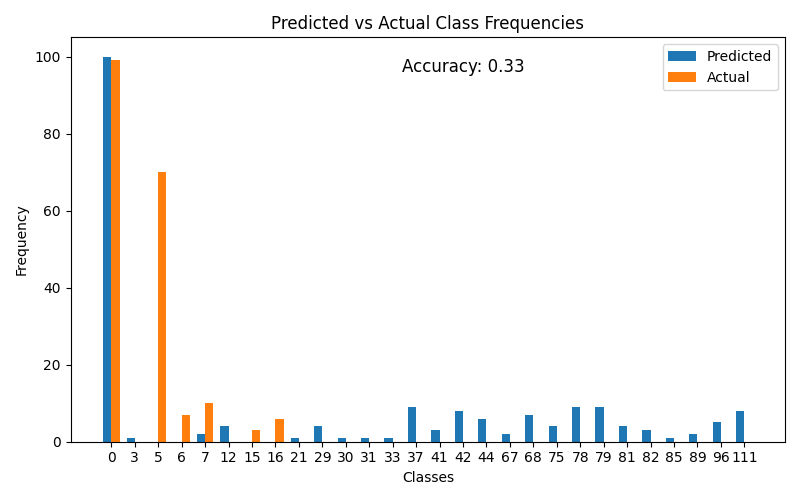 Predicted vs Actual Class Frequencies
Accuracy: 0.33
Predicted
Actual
Frequency
100
80
60
40
20
0
0 3 5 6 7 12 15 16 21 29 30 31 33 37 41 42 44 67 68 75 78 79 81 82 85 89 96 111
Classes